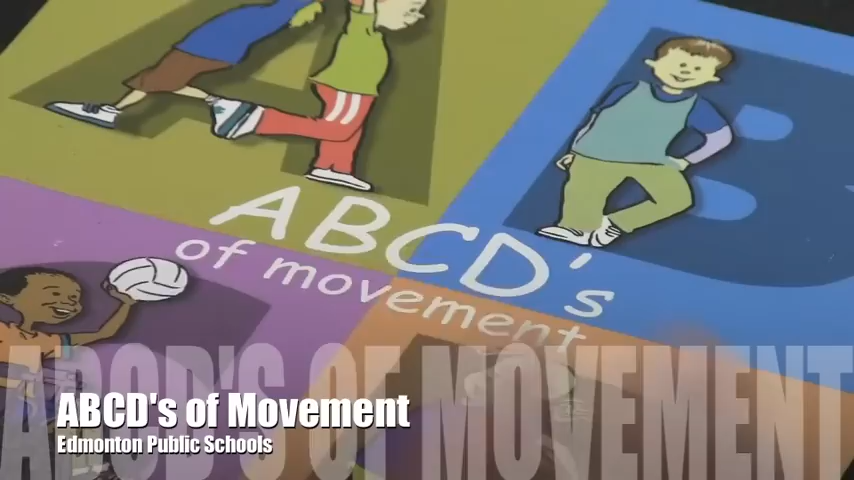 ABCD's
of movement
ABCD'S OF MOVEMENT
ABCD's of Movement
Edmonton Public Schools